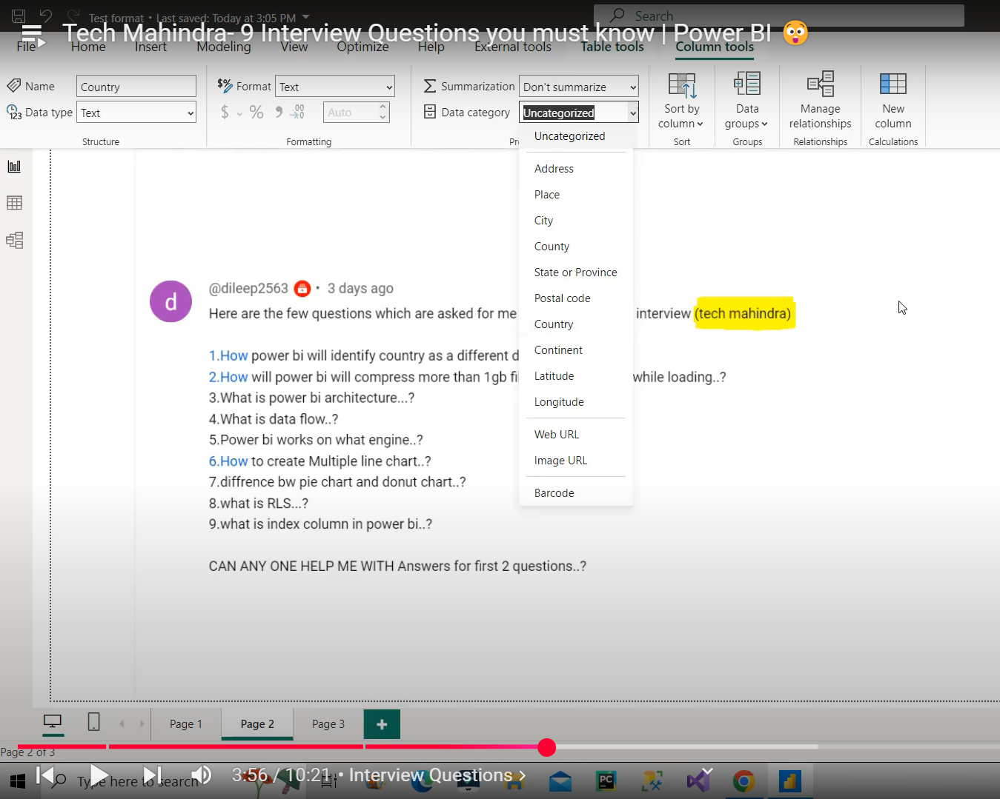 Test format • Last saved: Today at 3:05 PM
Search
Tech Mahindra- 9 Interview Questions you must know | Power BI 😲
File Home Insert Modeling View Optimize Help External tools Table tools Column tools
Name Country
Data type Text
Structure
Format Text
$ % 9 .00 →.0 Auto
Formatting
Summarization Don't summarize
Data category Uncategorized
Sort by column
Sort
Data groups
Groups
Manage relationships
Relationships
New column
Calculations
Uncategorized
Address
Place
City
County
State or Province
Postal code
Country
Continent
Latitude
Longitude
Web URL
Image URL
Barcode
d
@dileep2563 • 3 days ago
Here are the few questions which are asked for me interview (tech mahindra)
1.How power bi will identify country as a different d
2.How will power bi will compress more than 1gb fi while loading..?
3.What is power bi architecture...?
4.What is data flow..?
5.Power bi works on what engine..?
6.How to create Multiple line chart..?
7.diffrence bw pie chart and donut chart..?
8.what is RLS...?
9.what is index column in power bi..?
CAN ANY ONE HELP ME WITH Answers for first 2 questions..?
Page 1 Page 2 Page 3 +
Page 2 of 3
Type here to search
3:56 / 10:21 • Interview Questions >
PC